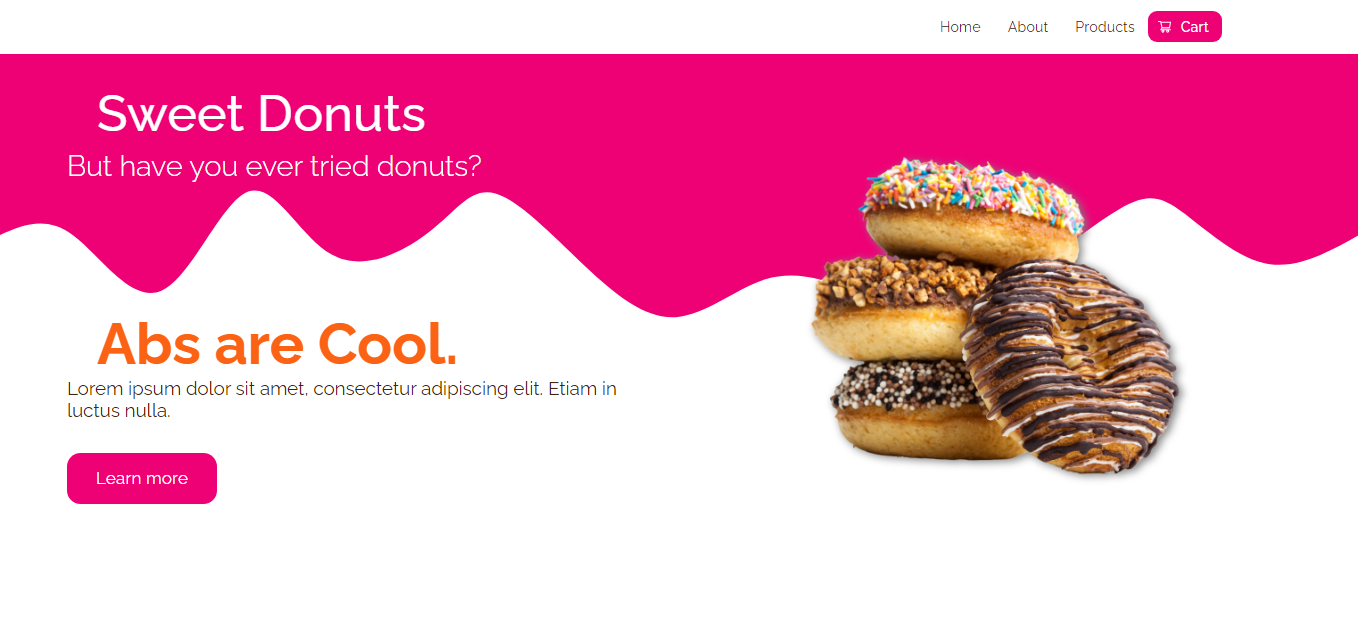 Home About Products Cart
Sweet Donuts
But have you ever tried donuts?
Abs are Cool.
Lorem ipsum dolor sit amet, consectetur adipiscing elit. Etiam in
luctus nulla.
Learn more